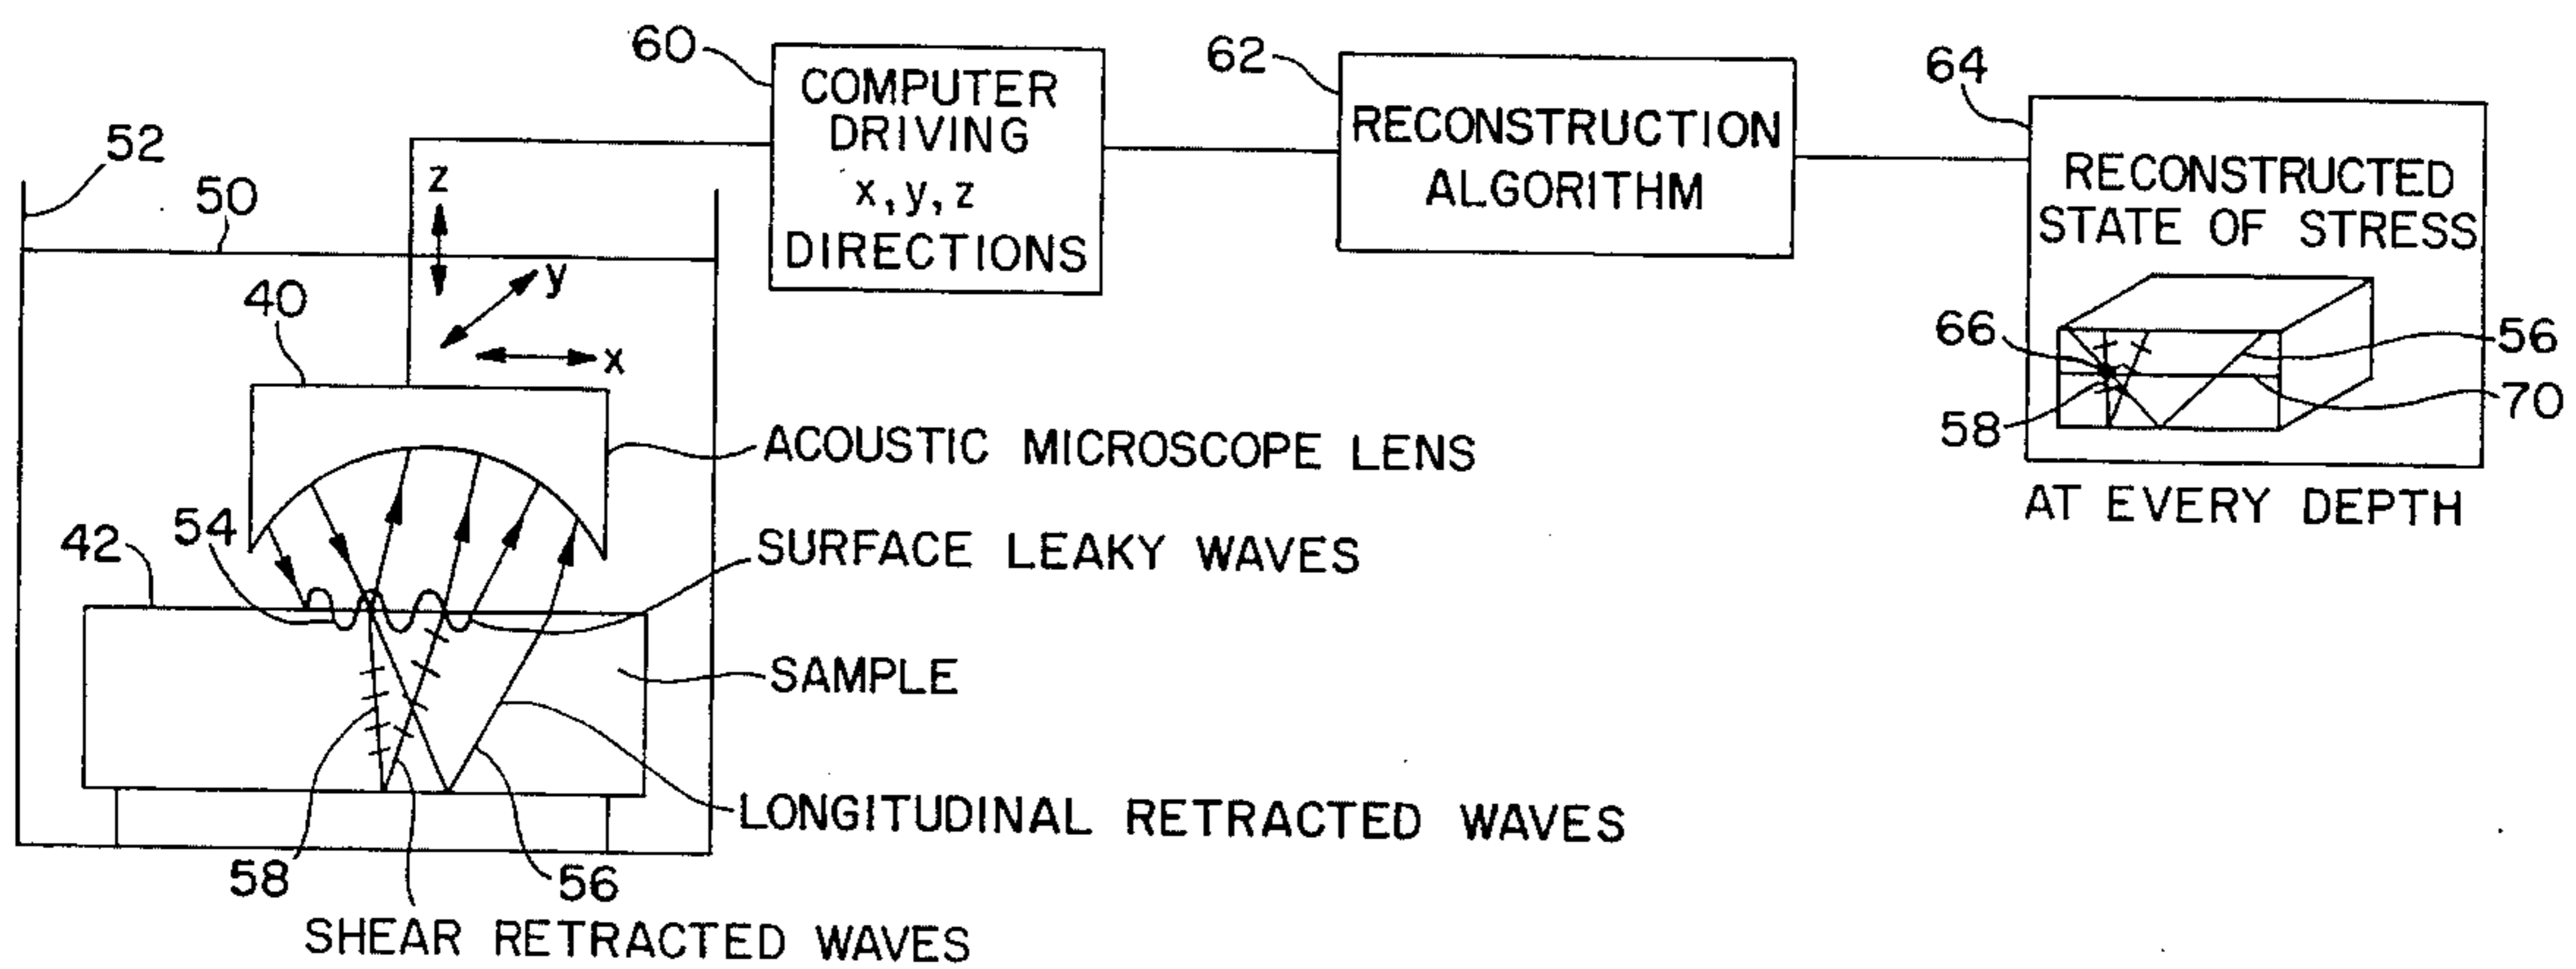 60
COMPUTER
DRIVING
x, y, z
DIRECTIONS
62
RECONSTRUCTION
ALGORITHM
64
RECONSTRUCTED
STATE OF STRESS
66
56
58
70
AT EVERY DEPTH
52
50
z
y
x
40
ACOUSTIC MICROSCOPE LENS
54
42
SURFACE LEAKY WAVES
SAMPLE
LONGITUDINAL RETRACTED WAVES
58
56
SHEAR RETRACTED WAVES